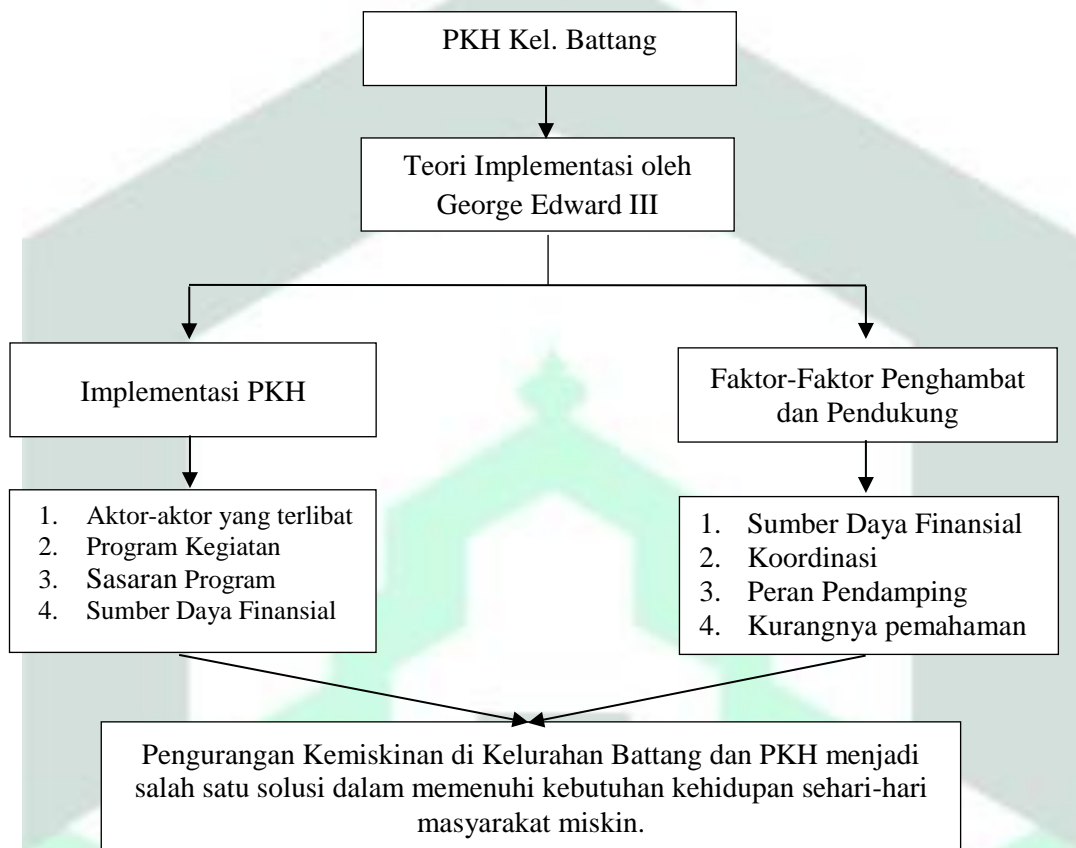 PKH Kel. Battang
Teori Implementasi oleh
George Edward III
Implementasi PKH
Faktor-Faktor Penghambat
dan Pendukung
1. Aktor-aktor yang terlibat
2. Program Kegiatan
3. Sasaran Program
4. Sumber Daya Finansial
1. Sumber Daya Finansial
2. Koordinasi
3. Peran Pendamping
4. Kurangnya pemahaman
Pengurangan Kemiskinan di Kelurahan Battang dan PKH menjadi
salah satu solusi dalam memenuhi kebutuhan kehidupan sehari-hari
masyarakat miskin.